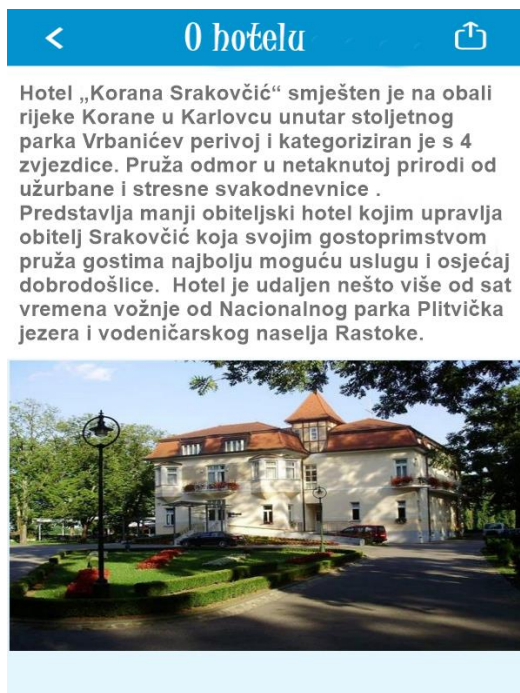 O hotelu
Hotel „Korana Srakovčić“ smješten je na obali
rijeke Korane u Karlovcu unutar stoljetnog
parka Vrbanićev perivoj i kategoriziran je s 4
zvjezdice. Pruža odmor u netaknutoj prirodi od
užurbane i stresne svakodnevnice .
Predstavlja manji obiteljski hotel kojim upravlja
obitelj Srakovčić koja svojim gostoprimstvom
pruža gostima najbolju moguću uslugu i osjećaj
dobrodošlice.  Hotel je udaljen nešto više od sat
vremena vožnje od Nacionalnog parka Plitvička
jezera i vodeničarskog naselja Rastoke.